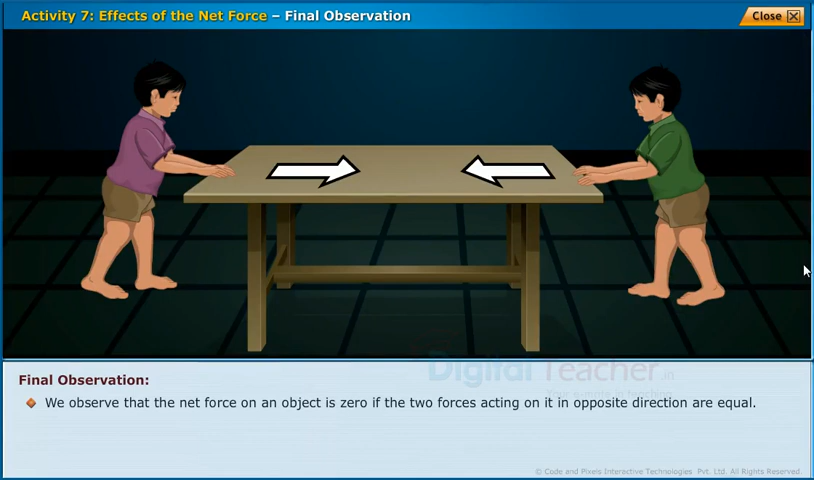 Activity 7: Effects of the Net Force – Final Observation
Close
Final Observation:
We observe that the net force on an object is zero if the two forces acting on it in opposite direction are equal.
Digital Teacher.in
© Code and Pixels Interactive Technologies Pvt. Ltd. All Rights Reserved.